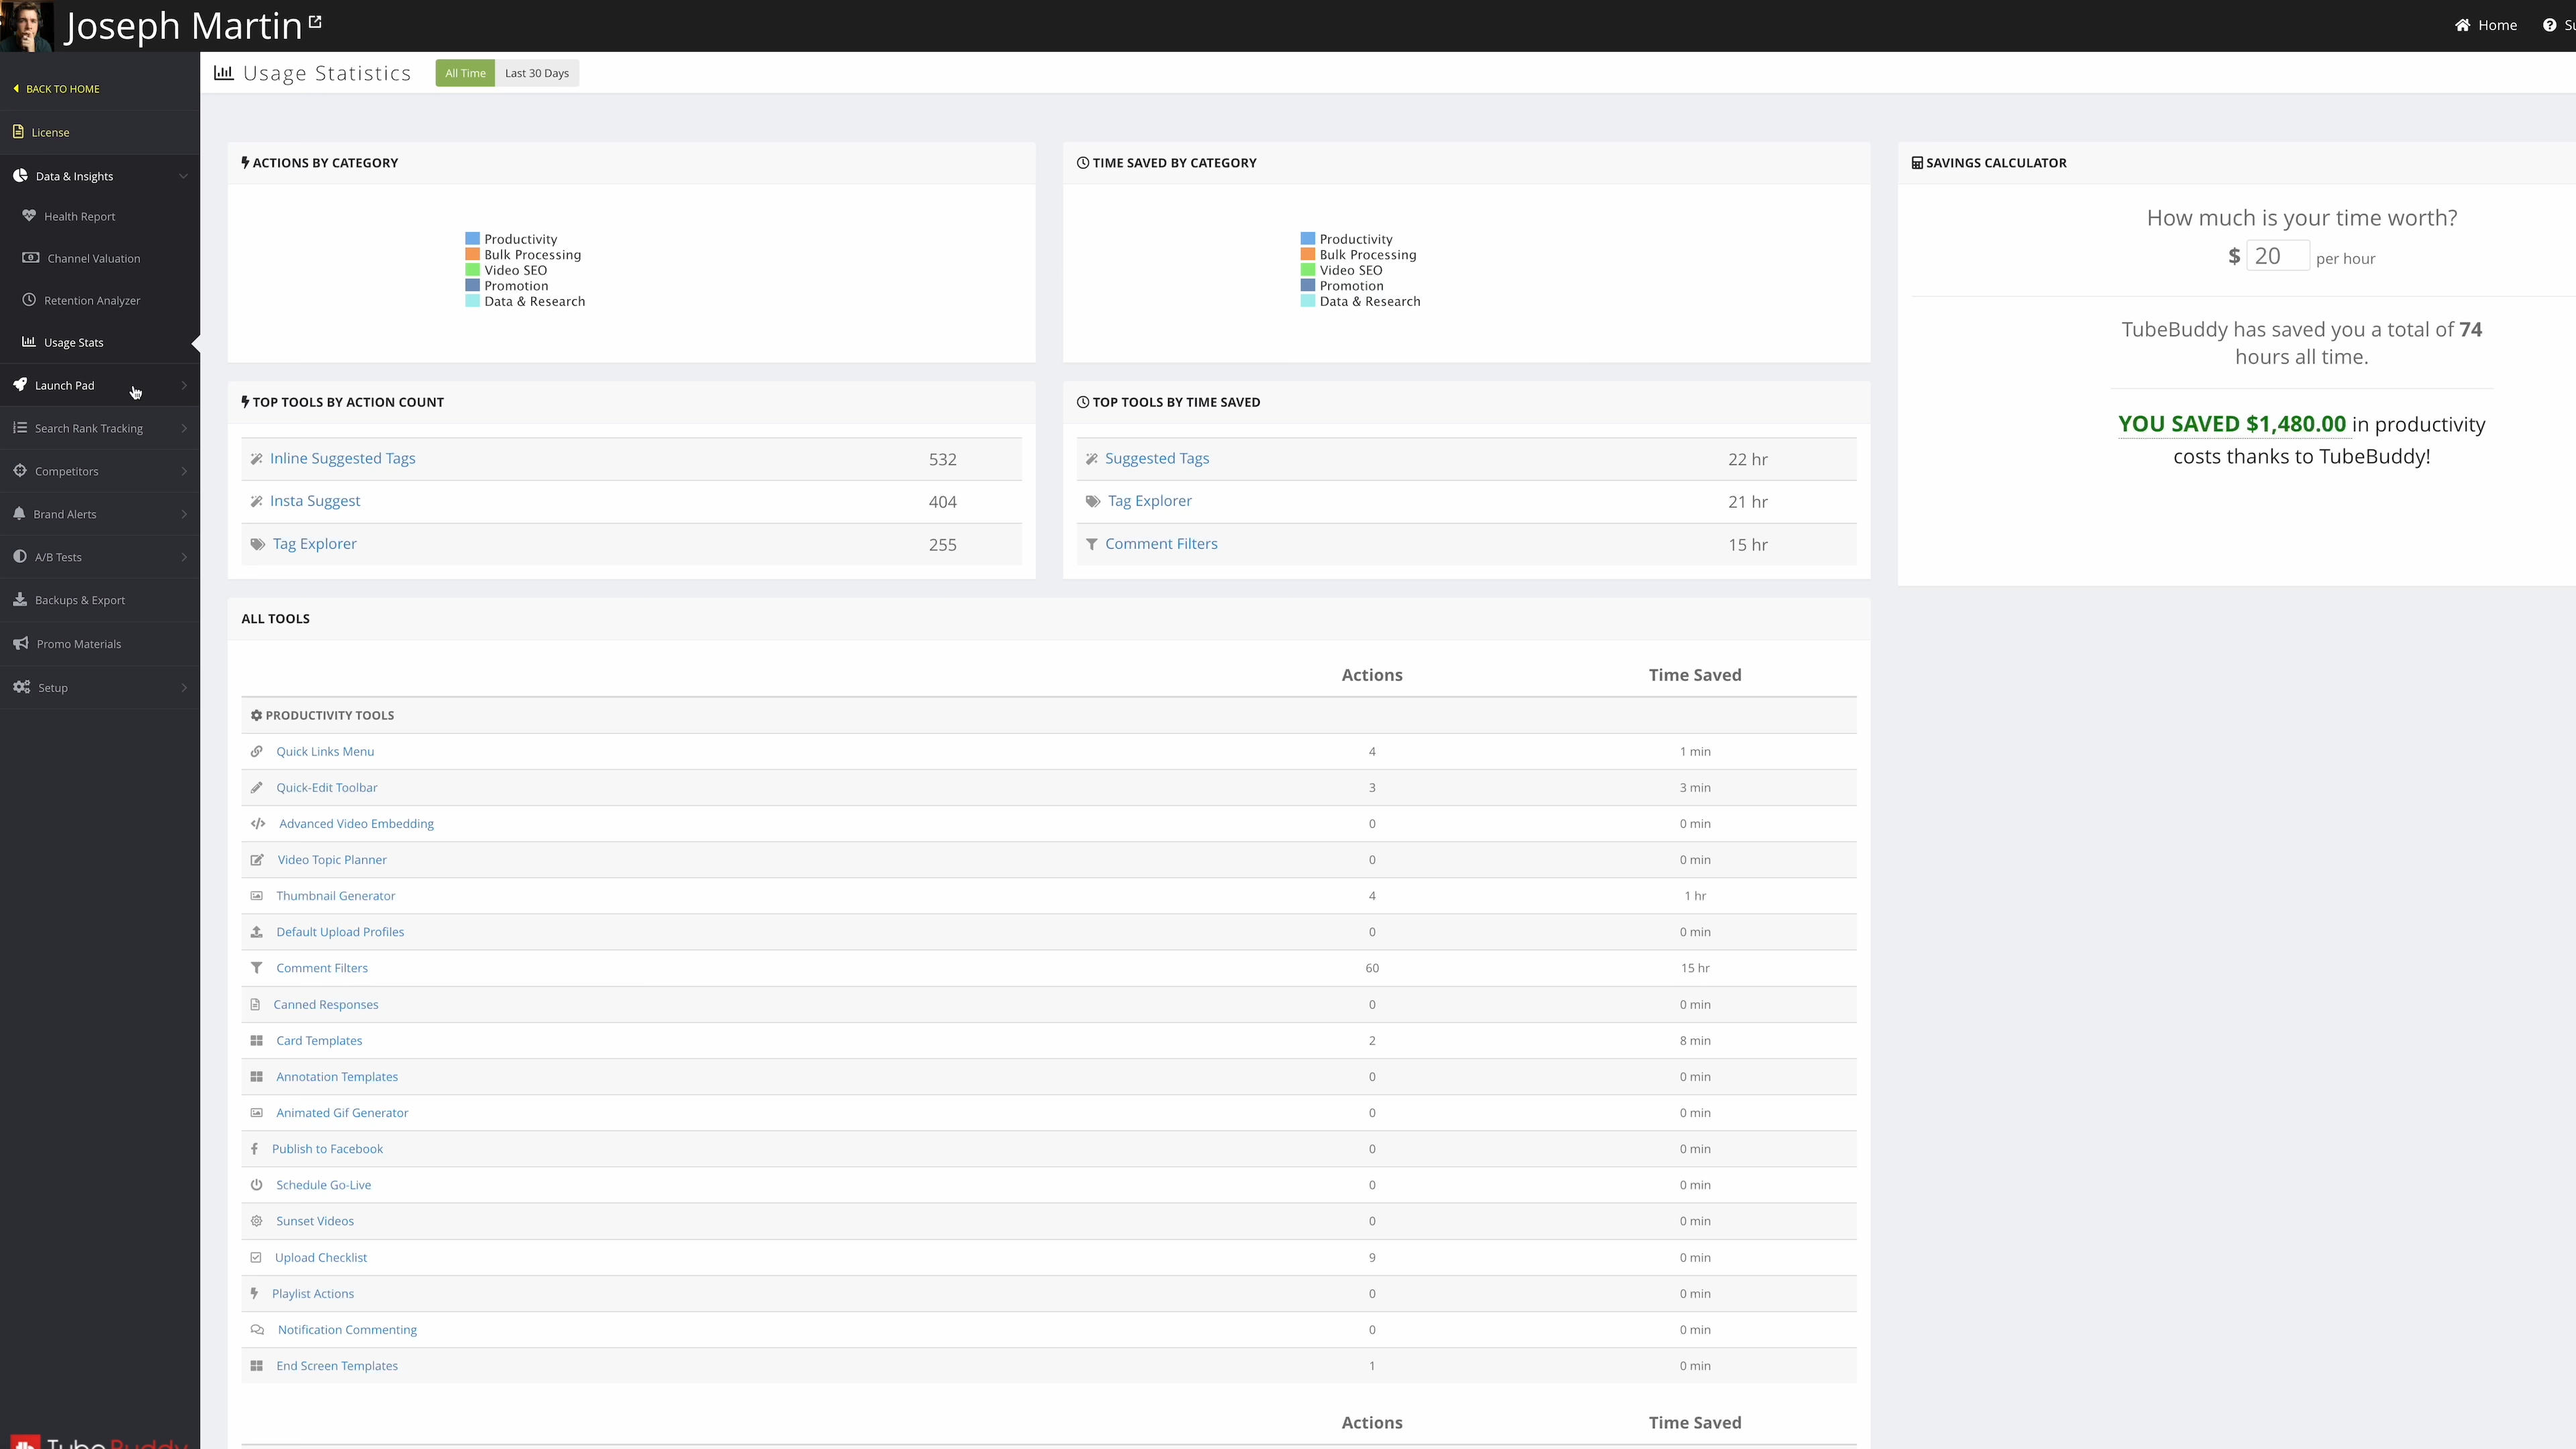 Joseph Martin
Home
BACK TO HOME
License
Data & Insights
Health Report
Channel Valuation
Retention Analyzer
Usage Stats
Launch Pad
Search Rank Tracking
Competitors
Brand Alerts
A/B Tests
Backups & Export
Promo Materials
Setup
Usage Statistics
All Time
Last 30 Days
ACTIONS BY CATEGORY
Productivity
Bulk Processing
Video SEO
Promotion
Data & Research
TIME SAVED BY CATEGORY
Productivity
Bulk Processing
Video SEO
Promotion
Data & Research
SAVINGS CALCULATOR
How much is your time worth?
$ 20 per hour
TubeBuddy has saved you a total of 74
hours all time.
YOU SAVED $1,480.00 in productivity
costs thanks to TubeBuddy!
TOP TOOLS BY ACTION COUNT
Inline Suggested Tags 532
Insta Suggest 404
Tag Explorer 255
TOP TOOLS BY TIME SAVED
Suggested Tags 22 hr
Tag Explorer 21 hr
Comment Filters 15 hr
ALL TOOLS
Actions Time Saved
PRODUCTIVITY TOOLS
Quick Links Menu 4 1 min
Quick-Edit Toolbar 3 3 min
Advanced Video Embedding 0 0 min
Video Topic Planner 0 0 min
Thumbnail Generator 4 1 hr
Default Upload Profiles 0 0 min
Comment Filters 60 15 hr
Canned Responses 0 0 min
Card Templates 2 8 min
Annotation Templates 0 0 min
Animated Gif Generator 0 0 min
Publish to Facebook 0 0 min
Schedule Go-Live 0 0 min
Sunset Videos 0 0 min
Upload Checklist 9 0 min
Playlist Actions 0 0 min
Notification Commenting 0 0 min
End Screen Templates 1 0 min
Actions Time Saved
TubeBuddy